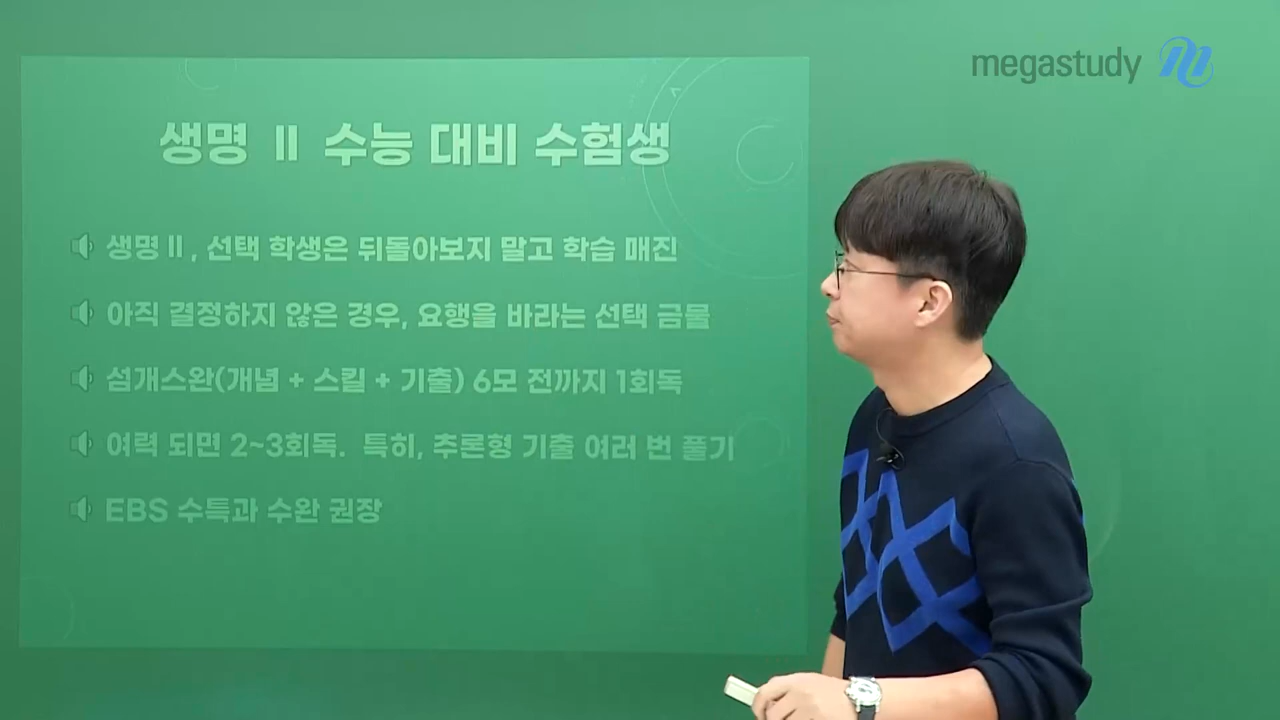 megastudy
생명 Ⅱ 수능 대비 수험생
생명Ⅱ, 선택 학생은 뒤돌아보지 말고 학습 매진
아직 결정하지 않은 경우, 요행을 바라는 선택 금물
섬개스완(개념 + 스킬 + 기출) 6모 전까지 1회독
여력 되면 2~3회독. 특히, 추론형 기출 여러 번 풀기
EBS 수특과 수완 권장